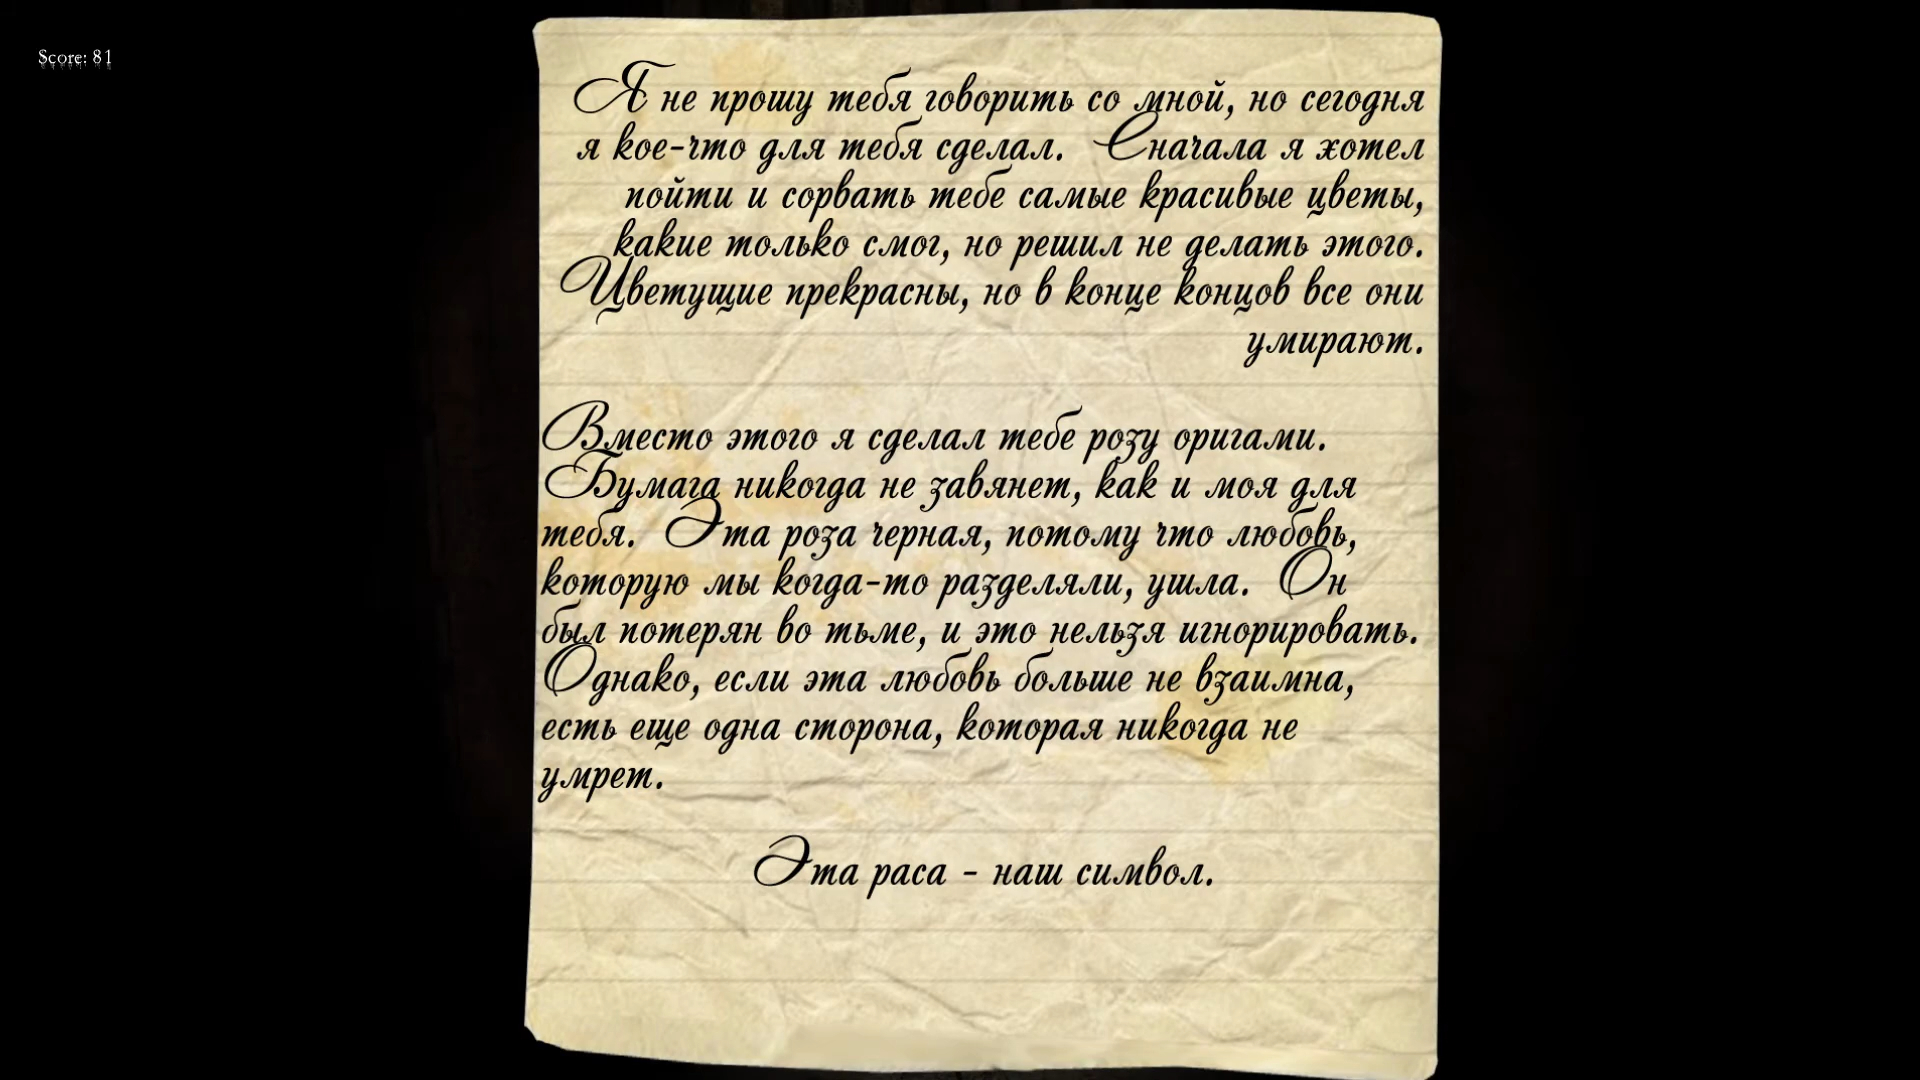 Score: 81
Я не прошу тебя говорить со мной, но сегодня
я кое-что для тебя сделал. Сначала я хотел
пойти и сорвать тебе самые красивые цветы,
какие только смог, но решил не делать этого.
Цветущие прекрасны, но в конце концов все они
умирают.
Вместо этого я сделал тебе розу оригами.
Бумага никогда не завянет, как и моя для
тебя. Эта роза черная, потому что любовь,
которую мы когда-то разделяли, ушла. Он
был потерян во тьме, и это нельзя игнорировать.
Однако, если эта любовь больше не взаимна,
есть еще одна сторона, которая никогда не
умрет.
Эта раса - наш символ.